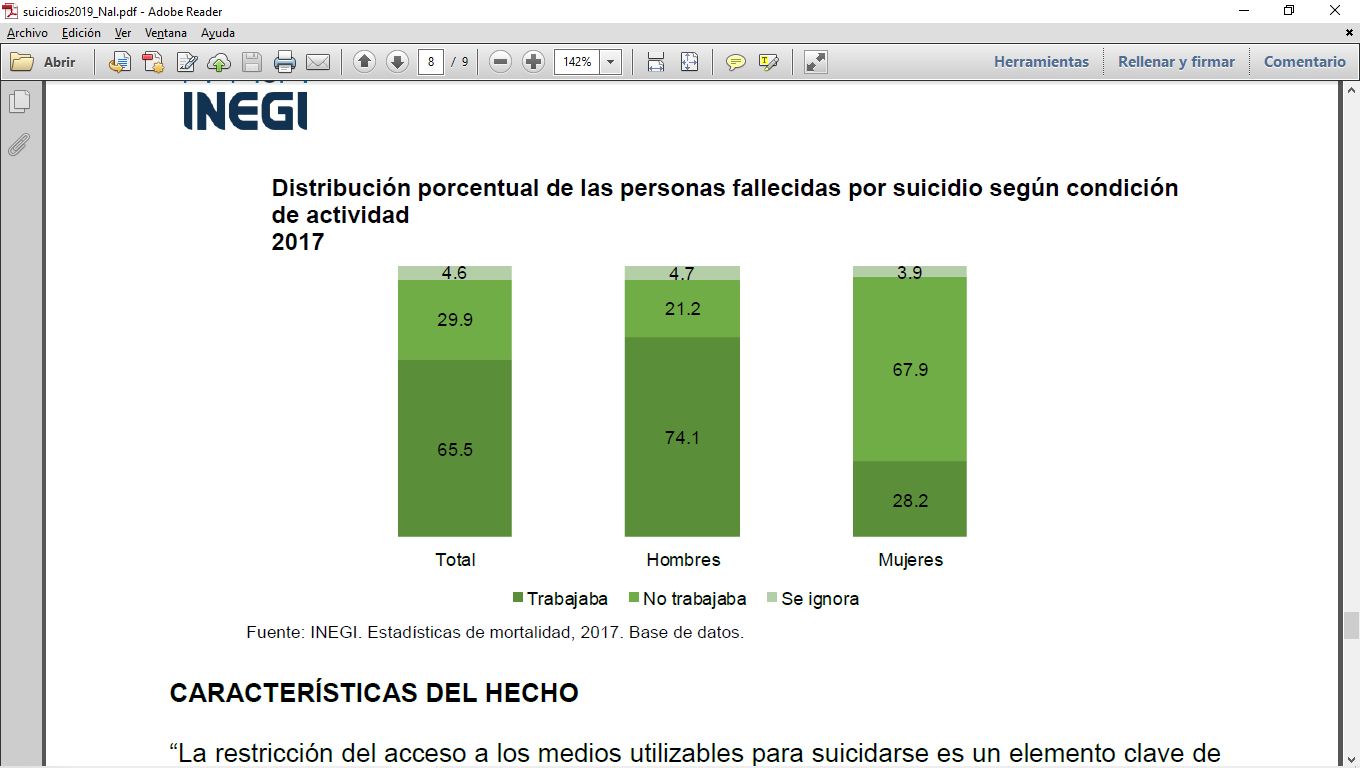 suicidios2019_Nal.pdf - Adobe Reader
Archivo Edición Ver Ventana Ayuda
Abrir 8 / 9 142% Herramientas Rellenar y firmar Comentario
INEGI
Distribución porcentual de las personas fallecidas por suicidio según condición
de actividad
2017
4.6 4.7 3.9
29.9 21.2 67.9
65.5 74.1 28.2
Total Hombres Mujeres
Trabajaba No trabajaba Se ignora
Fuente: INEGI. Estadísticas de mortalidad, 2017. Base de datos.
CARACTERÍSTICAS DEL HECHO
“La restricción del acceso a los medios utilizables para suicidarse es un elemento clave de